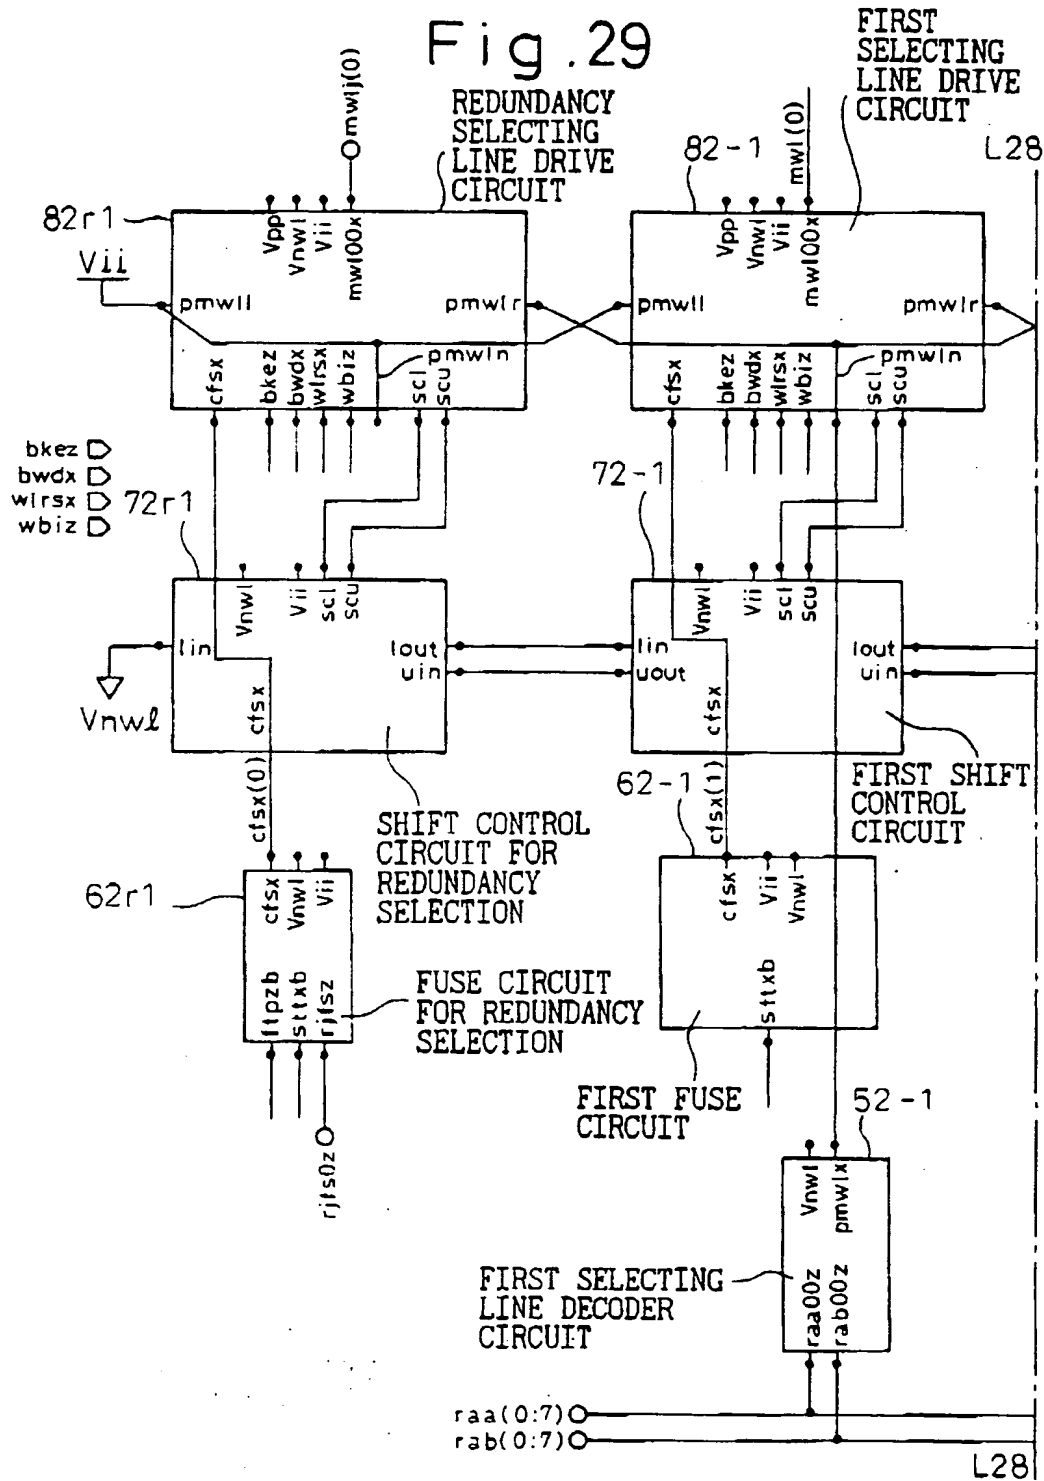 Fig.29
FIRST
SELECTING
LINE DRIVE
CIRCUIT
mwlj(0)
REDUNDANCY
SELECTING
LINE DRIVE
CIRCUIT
82-1
mwl(0)
L28
82r1
Vii
Vpp
Vnwl
Vii
mwl00x
pmwll
pmwlr
cfsx
bkez
bwdx
wlrsx
wbiz
pmwln
scl
scu
Vpp
Vnwl
Vii
mwl00x
pmwll
pmwlr
cfsx
bkez
bwdx
wlrsx
wbiz
pmwln
scl
scu
bkez
bwdx
wlrsx
wbiz
72r1
72-1
Vnwl
Vii
scl
scu
lin
lout
uin
cfsx
Vnwl
Vii
scl
scu
lin
uout
lout
uin
cfsx
Vnwl
cfsx(0)
SHIFT CONTROL
CIRCUIT FOR
REDUNDANCY
SELECTION
62-1
cfsx(1)
FIRST SHIFT
CONTROL
CIRCUIT
62r1
cfsx
Vnwl
Vii
ftpzb
sttxb
rjfsz
FUSE CIRCUIT
FOR REDUNDANCY
SELECTION
cfsx
Vii
Vnwl
sttxb
FIRST FUSE
CIRCUIT
52-1
rjfs0z
Vnwl
pmwlx
raa00z
rab00z
FIRST SELECTING
LINE DECODER
CIRCUIT
raa(0:7)
rab(0:7)
L28